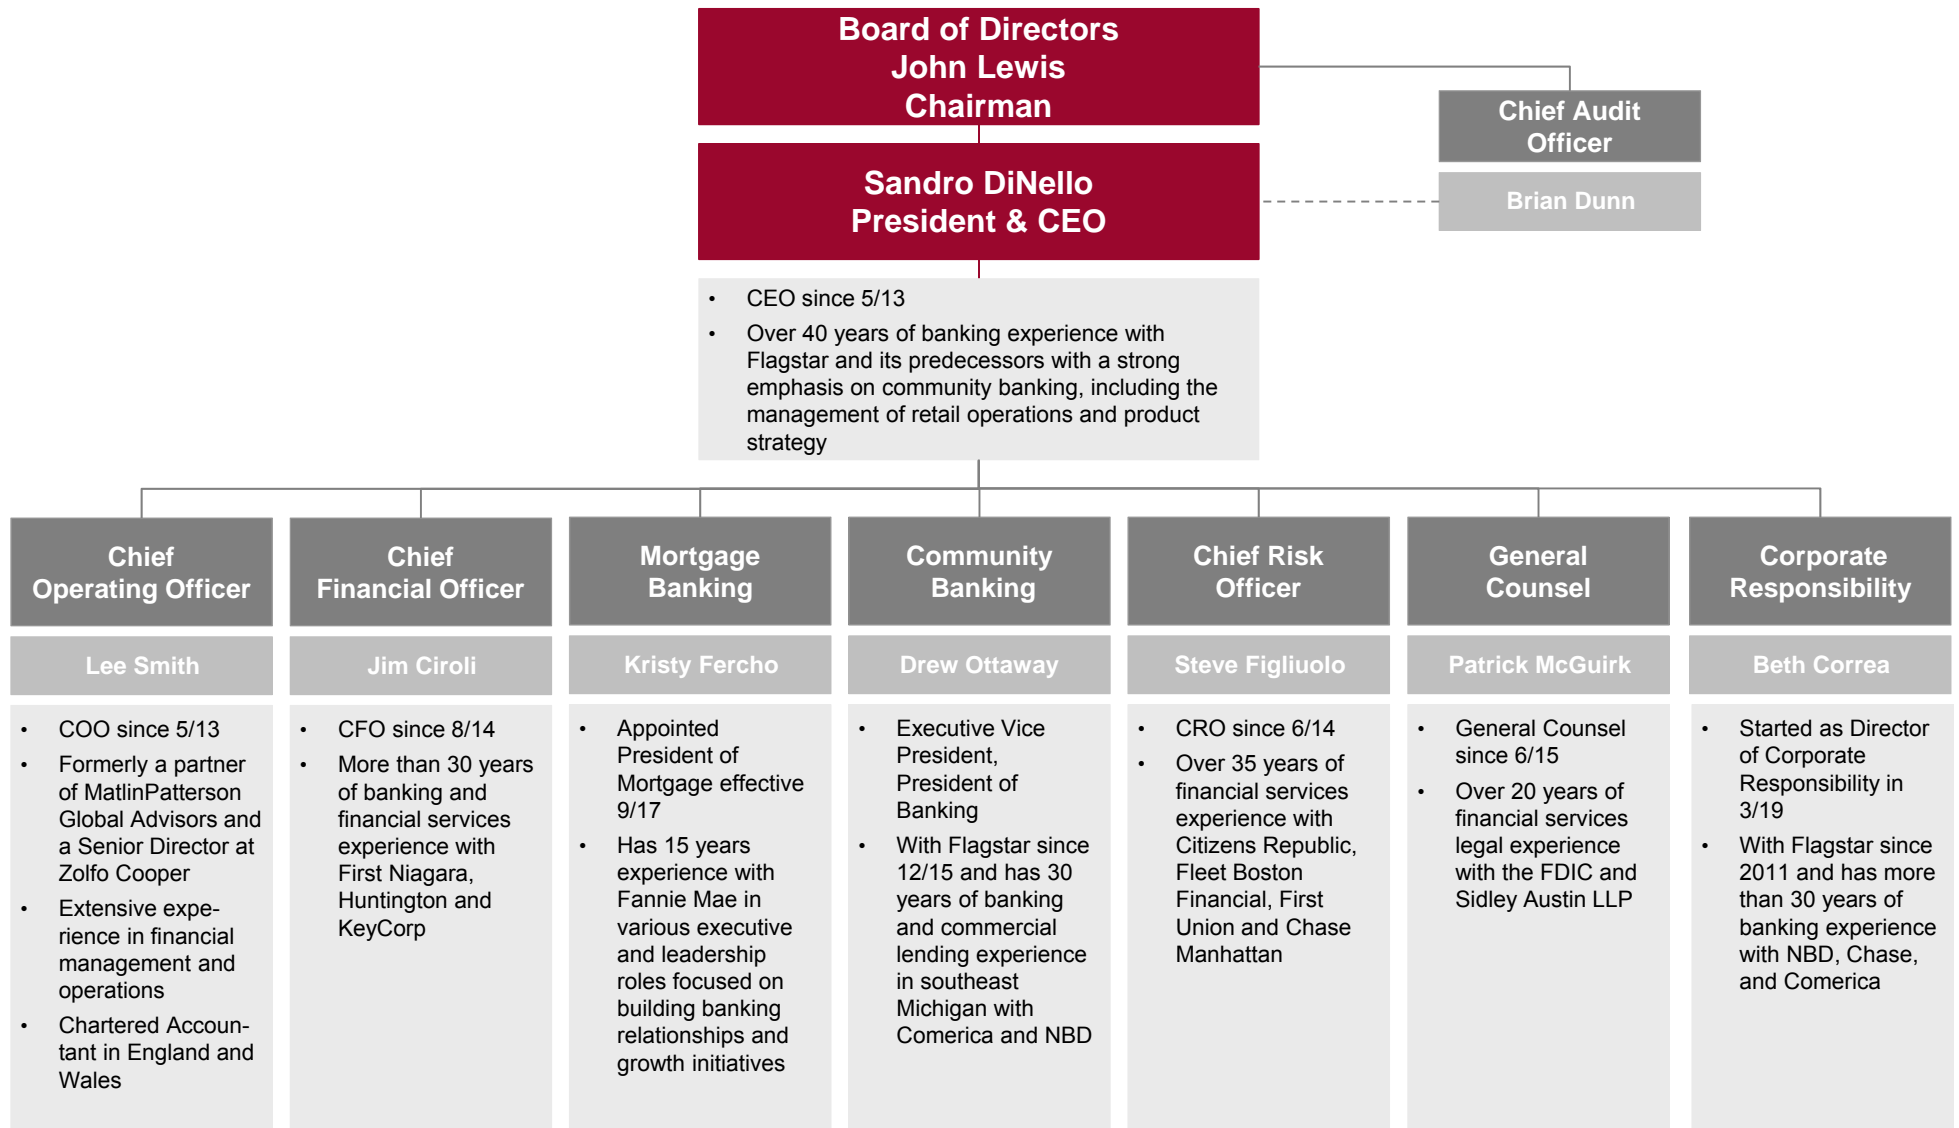 Board of Directors
John Lewis
Chairman
Chief Audit
Officer
Brian Dunn
Sandro DiNello
President & CEO
• CEO since 5/13
• Over 40 years of banking experience with
Flagstar and its predecessors with a strong
emphasis on community banking, including the
management of retail operations and product
strategy
Chief
Operating Officer
Lee Smith
• COO since 5/13
• Formerly a partner
of MatlinPatterson
Global Advisors and
a Senior Director at
Zolfo Cooper
• Extensive expe-
rience in financial
management and
operations
• Chartered Accoun-
tant in England and
Wales
Chief
Financial Officer
Jim Ciroli
• CFO since 8/14
• More than 30 years
of banking and
financial services
experience with
First Niagara,
Huntington and
KeyCorp
Mortgage
Banking
Kristy Fercho
• Appointed
President of
Mortgage effective
9/17
• Has 15 years
experience with
Fannie Mae in
various executive
and leadership
roles focused on
building banking
relationships and
growth initiatives
Community
Banking
Drew Ottaway
• Executive Vice
President,
President of
Banking
• With Flagstar since
12/15 and has 30
years of banking
and commercial
lending experience
in southeast
Michigan with
Comerica and NBD
Chief Risk
Officer
Steve Figliuolo
• CRO since 6/14
• Over 35 years of
financial services
experience with
Citizens Republic,
Fleet Boston
Financial, First
Union and Chase
Manhattan
General
Counsel
Patrick McGuirk
• General Counsel
since 6/15
• Over 20 years of
financial services
legal experience
with the FDIC and
Sidley Austin LLP
Corporate
Responsibility
Beth Correa
• Started as Director
of Corporate
Responsibility in
3/19
• With Flagstar since
2011 and has more
than 30 years of
banking experience
with NBD, Chase,
and Comerica